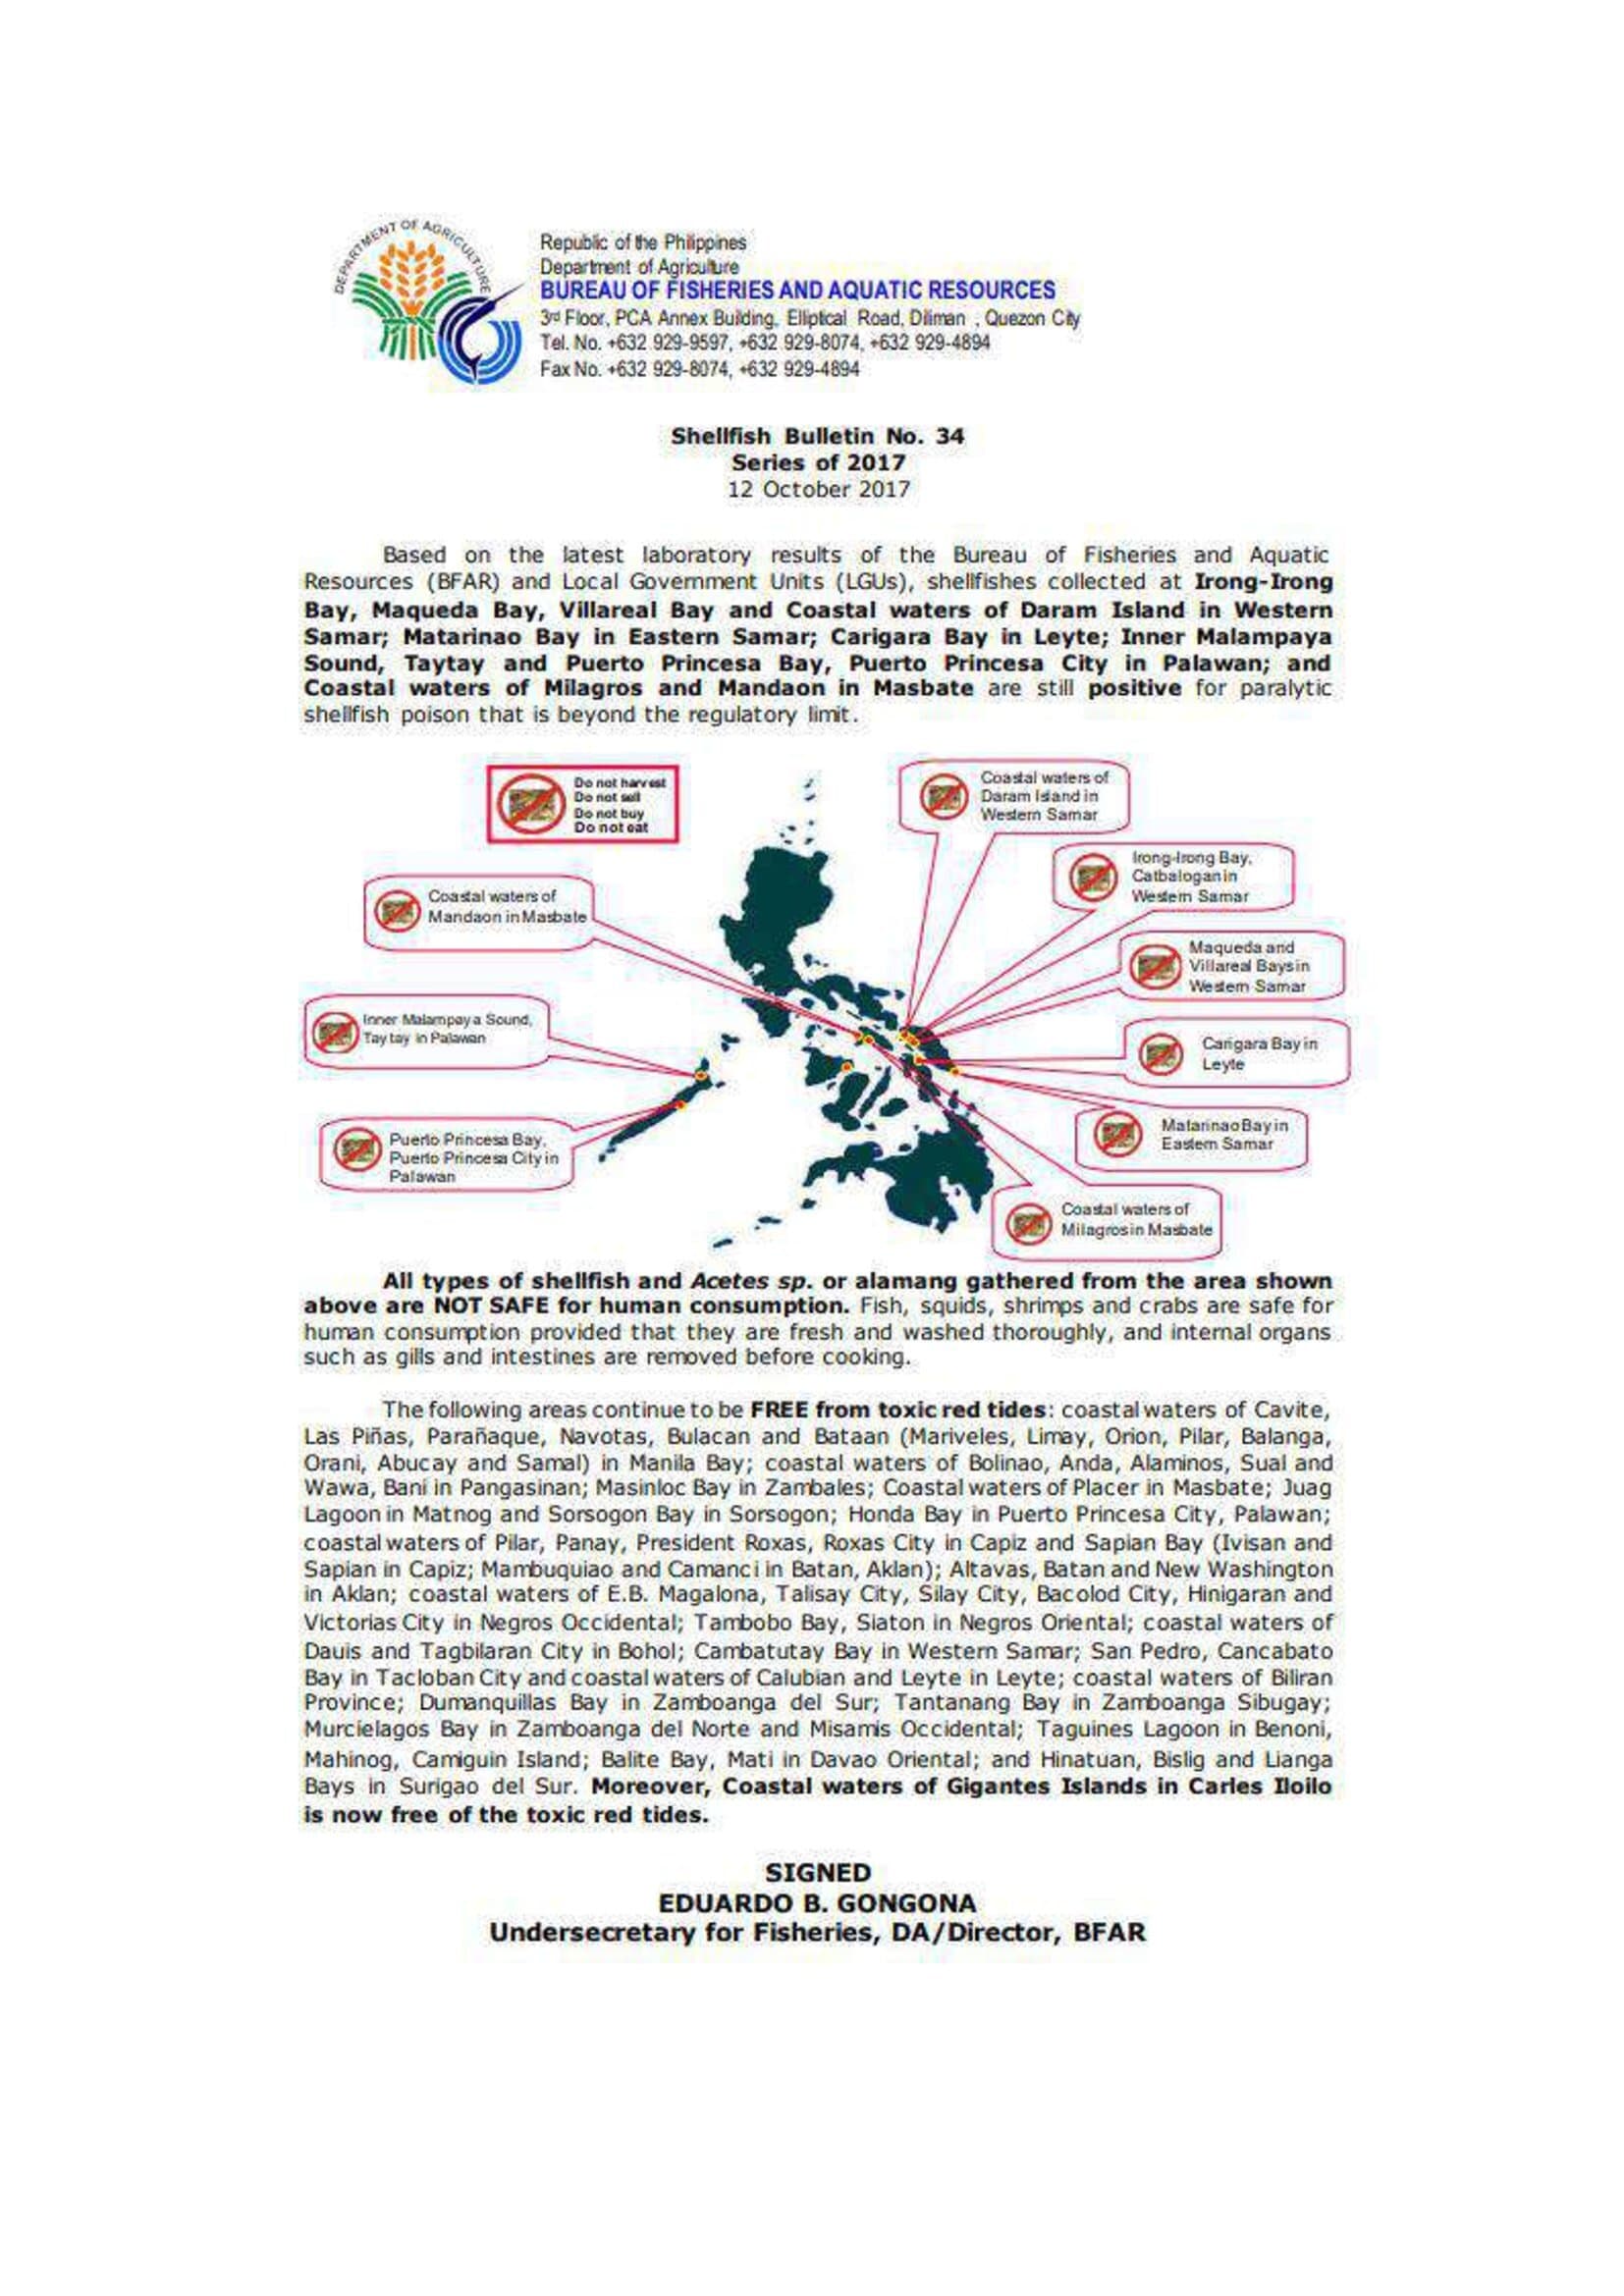 DEPARTMENT OF AGRICULTURE
Republic of the Philippines
Department of Agriculture
BUREAU OF FISHERIES AND AQUATIC RESOURCES
3rd Floor, PCA Annex Building, Elliptical Road, Diliman , Quezon City
Tel. No. +632 929-9597, +632 929-8074, +632 929-4894
Fax No. +632 929-8074, +632 929-4894
Shellfish Bulletin No. 34
Series of 2017
12 October 2017
Based on the latest laboratory results of the Bureau of Fisheries and Aquatic
Resources (BFAR) and Local Government Units (LGUs), shellfishes collected at Irong-Irong
Bay, Maqueda Bay, Villareal Bay and Coastal waters of Daram Island in Western
Samar; Matarinao Bay in Eastern Samar; Carigara Bay in Leyte; Inner Malampaya
Sound, Taytay and Puerto Princesa Bay, Puerto Princesa City in Palawan; and
Coastal waters of Milagros and Mandaon in Masbate are still positive for paralytic
shellfish poison that is beyond the regulatory limit.
Do not harvest
Do not sell
Do not buy
Do not eat
Coastal waters of
Daram Island in
Western Samar
Irong-Irong Bay,
Catbalogan in
Western Samar
Coastal waters of
Mandaon in Masbate
Maqueda and
Villareal Bays in
Western Samar
Inner Malampaya Sound,
Taytay in Palawan
Carigara Bay in
Leyte
Puerto Princesa Bay,
Puerto Princesa City in
Palawan
Matarinao Bay in
Eastern Samar
Coastal waters of
Milagros in Masbate
All types of shellfish and Acetes sp. or alamang gathered from the area shown
above are NOT SAFE for human consumption. Fish, squids, shrimps and crabs are safe for
human consumption provided that they are fresh and washed thoroughly, and internal organs
such as gills and intestines are removed before cooking.
The following areas continue to be FREE from toxic red tides: coastal waters of Cavite,
Las Piñas, Parañaque, Navotas, Bulacan and Bataan (Mariveles, Limay, Orion, Pilar, Balanga,
Orani, Abucay and Samal) in Manila Bay; coastal waters of Bolinao, Anda, Alaminos, Sual and
Wawa, Bani in Pangasinan; Masinloc Bay in Zambales; Coastal waters of Placer in Masbate; Juag
Lagoon in Matnog and Sorsogon Bay in Sorsogon; Honda Bay in Puerto Princesa City, Palawan;
coastal waters of Pilar, Panay, President Roxas, Roxas City in Capiz and Sapian Bay (Ivisan and
Sapian in Capiz; Mambuquiao and Camanci in Batan, Aklan); Altavas, Batan and New Washington
in Aklan; coastal waters of E.B. Magalona, Talisay City, Silay City, Bacolod City, Hinigaran and
Victorias City in Negros Occidental; Tambobo Bay, Siaton in Negros Oriental; coastal waters of
Dauis and Tagbilaran City in Bohol; Cambatutay Bay in Western Samar; San Pedro, Cancabato
Bay in Tacloban City and coastal waters of Calubian and Leyte in Leyte; coastal waters of Biliran
Province; Dumanquillas Bay in Zamboanga del Sur; Tantanang Bay in Zamboanga Sibugay;
Murcielagos Bay in Zamboanga del Norte and Misamis Occidental; Taguines Lagoon in Benoni,
Mahinog, Camiguin Island; Balite Bay, Mati in Davao Oriental; and Hinatuan, Bislig and Lianga
Bays in Surigao del Sur. Moreover, Coastal waters of Gigantes Islands in Carles Iloilo
is now free of the toxic red tides.
SIGNED
EDUARDO B. GONGONA
Undersecretary for Fisheries, DA/Director, BFAR